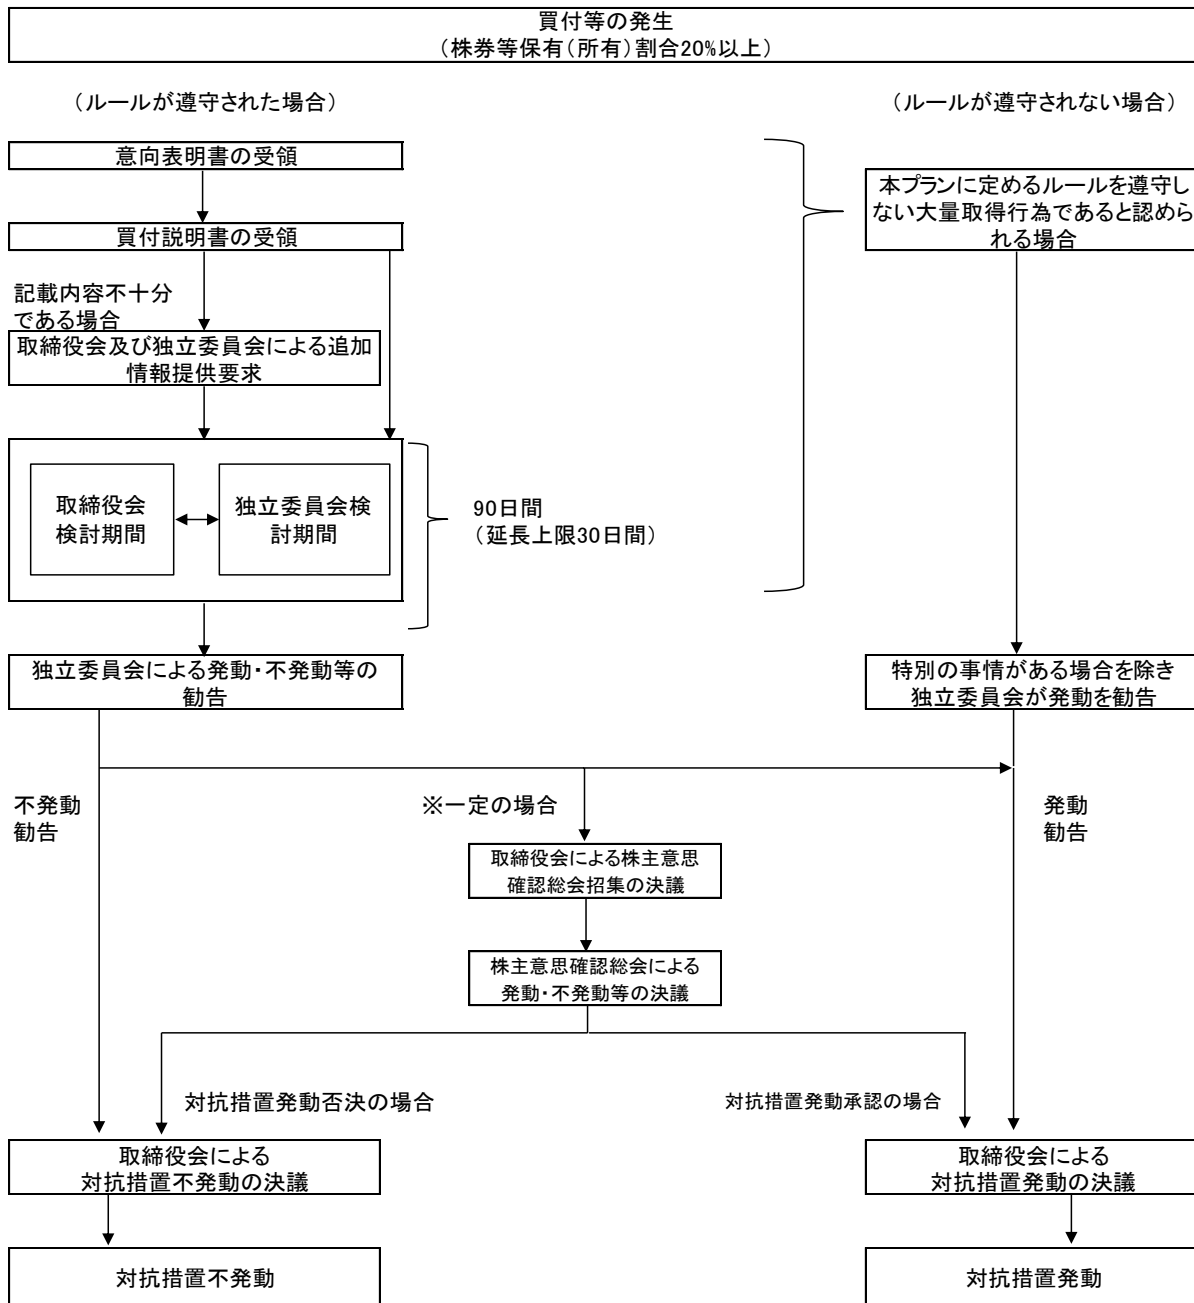 買付等の発生
（株券等保有（所有）割合20%以上）
（ルールが遵守された場合）
（ルールが遵守されない場合）
意向表明書の受領
本プランに定めるルールを遵守し
ない大量取得行為であると認めら
れる場合
買付説明書の受領
記載内容不十分
である場合
取締役会及び独立委員会による追加
情報提供要求
取締役会
検討期間
独立委員会検
討期間
90日間
（延長上限30日間）
独立委員会による発動・不発動等の
勧告
特別の事情がある場合を除き
独立委員会が発動を勧告
不発動
勧告
※一定の場合
発動
勧告
取締役会による株主意思
確認総会招集の決議
株主意思確認総会による
発動・不発動等の決議
対抗措置発動否決の場合
対抗措置発動承認の場合
取締役会による
対抗措置不発動の決議
取締役会による
対抗措置発動の決議
対抗措置不発動
対抗措置発動